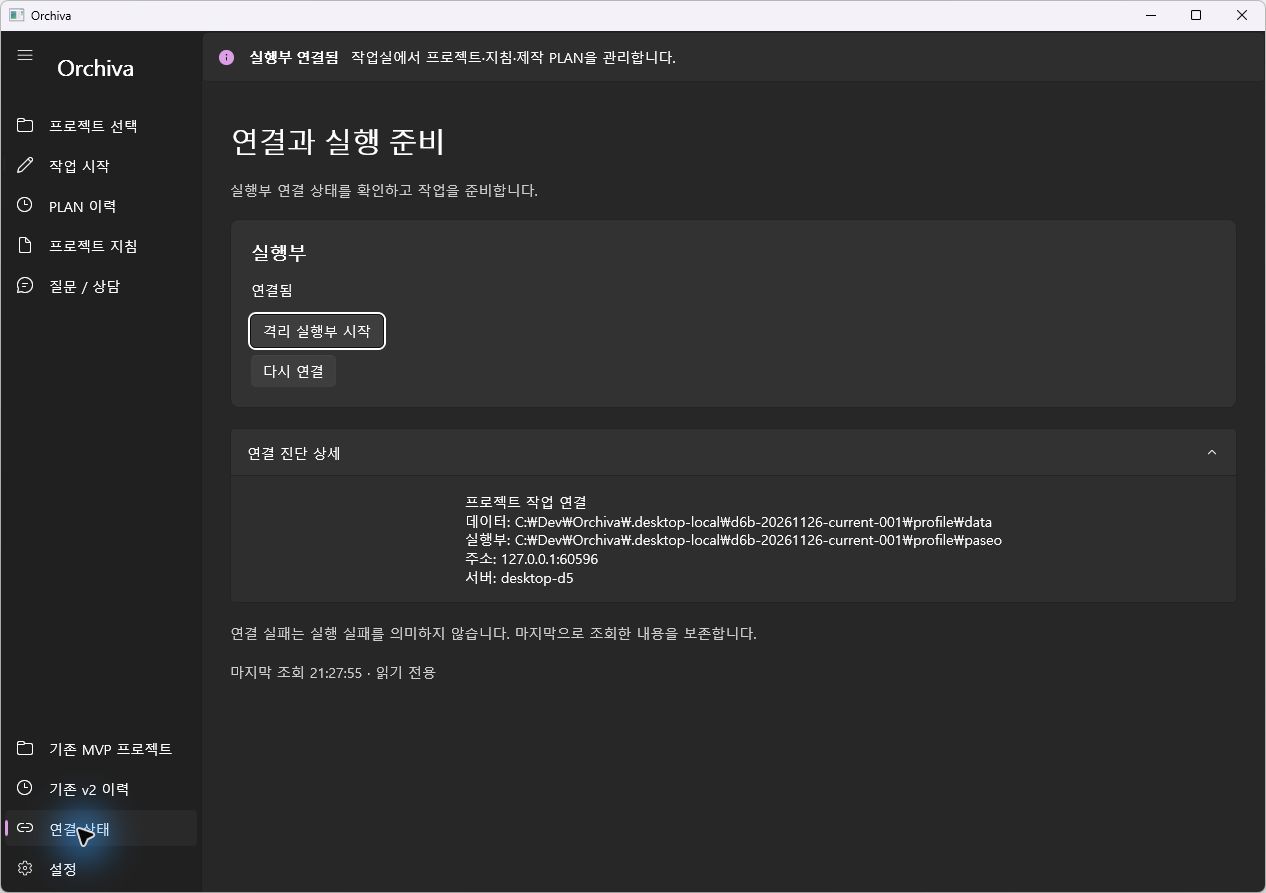 Orchiva
Orchiva
실행부 연결됨 작업실에서 프로젝트·지침·제작 PLAN을 관리합니다.
프로젝트 선택
작업 시작
PLAN 이력
프로젝트 지침
질문 / 상담
연결과 실행 준비
실행부 연결 상태를 확인하고 작업을 준비합니다.
실행부
연결됨
격리 실행부 시작
다시 연결
연결 진단 상세
프로젝트 작업 연결
데이터: C:₩Dev₩Orchiva₩.desktop-local₩d6b-20261126-current-001₩profile₩data
실행부: C:₩Dev₩Orchiva₩.desktop-local₩d6b-20261126-current-001₩profile₩paseo
주소: 127.0.0.1:60596
서버: desktop-d5
연결 실패는 실행 실패를 의미하지 않습니다. 마지막으로 조회한 내용을 보존합니다.
마지막 조회 21:27:55 · 읽기 전용
기존 MVP 프로젝트
기존 v2 이력
연결 상태
설정